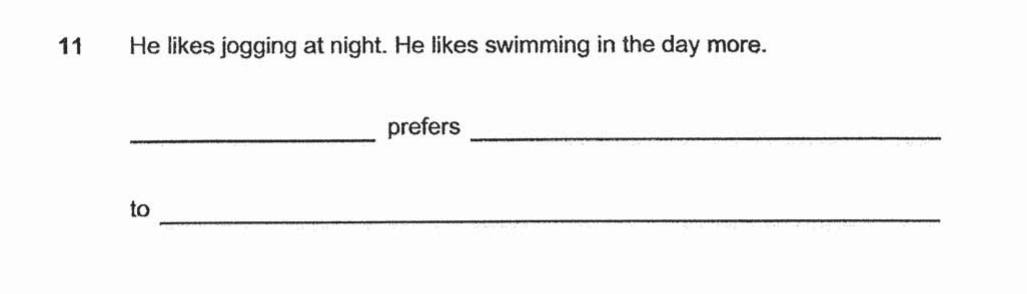 11 He likes jogging at night. He likes swimming in the day more.
prefers
to